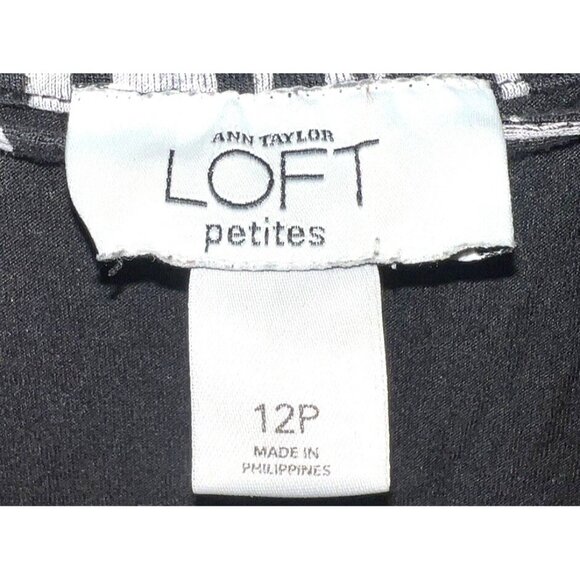 ANN TAYLOR
LOFT
petites
12P
MADE IN
PHILIPPINES